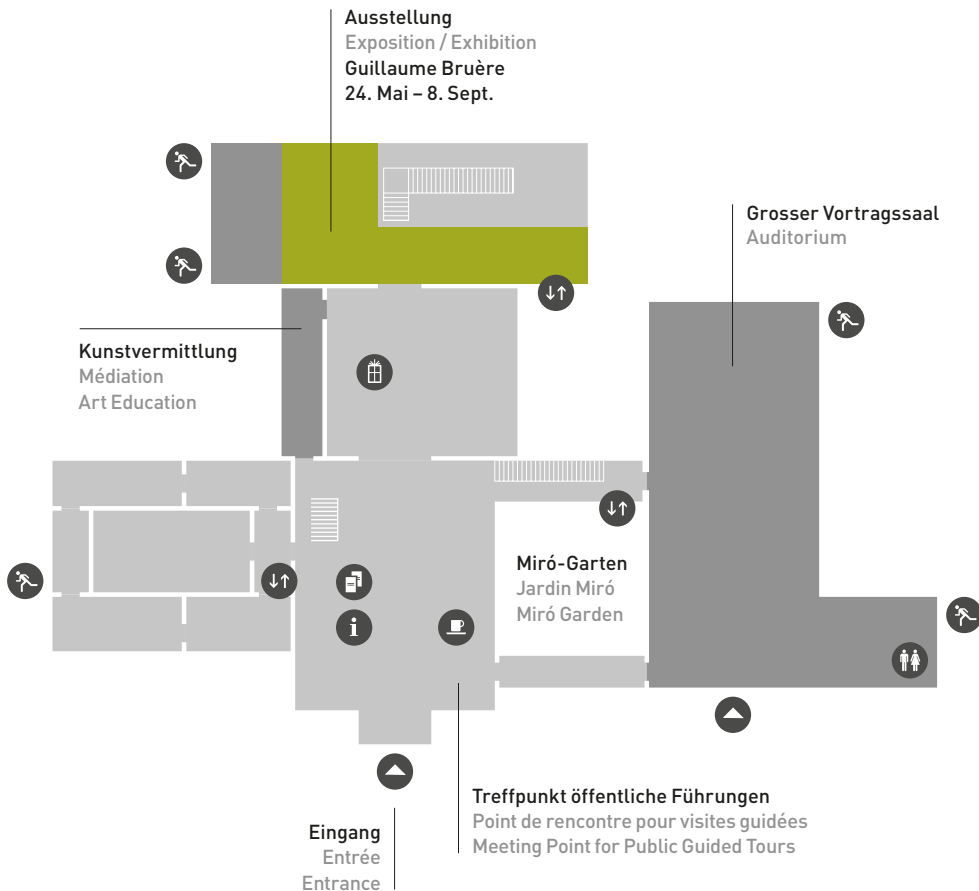 Ausstellung
Exposition / Exhibition
Guillaume Bruère
24. Mai – 8. Sept.
Grosser Vortragssaal
Auditorium
Kunstvermittlung
Médiation
Art Education
Miró-Garten
Jardin Miró
Miró Garden
Treffpunkt öffentliche Führungen
Point de rencontre pour visites guidées
Meeting Point for Public Guided Tours
Eingang
Entrée
Entrance